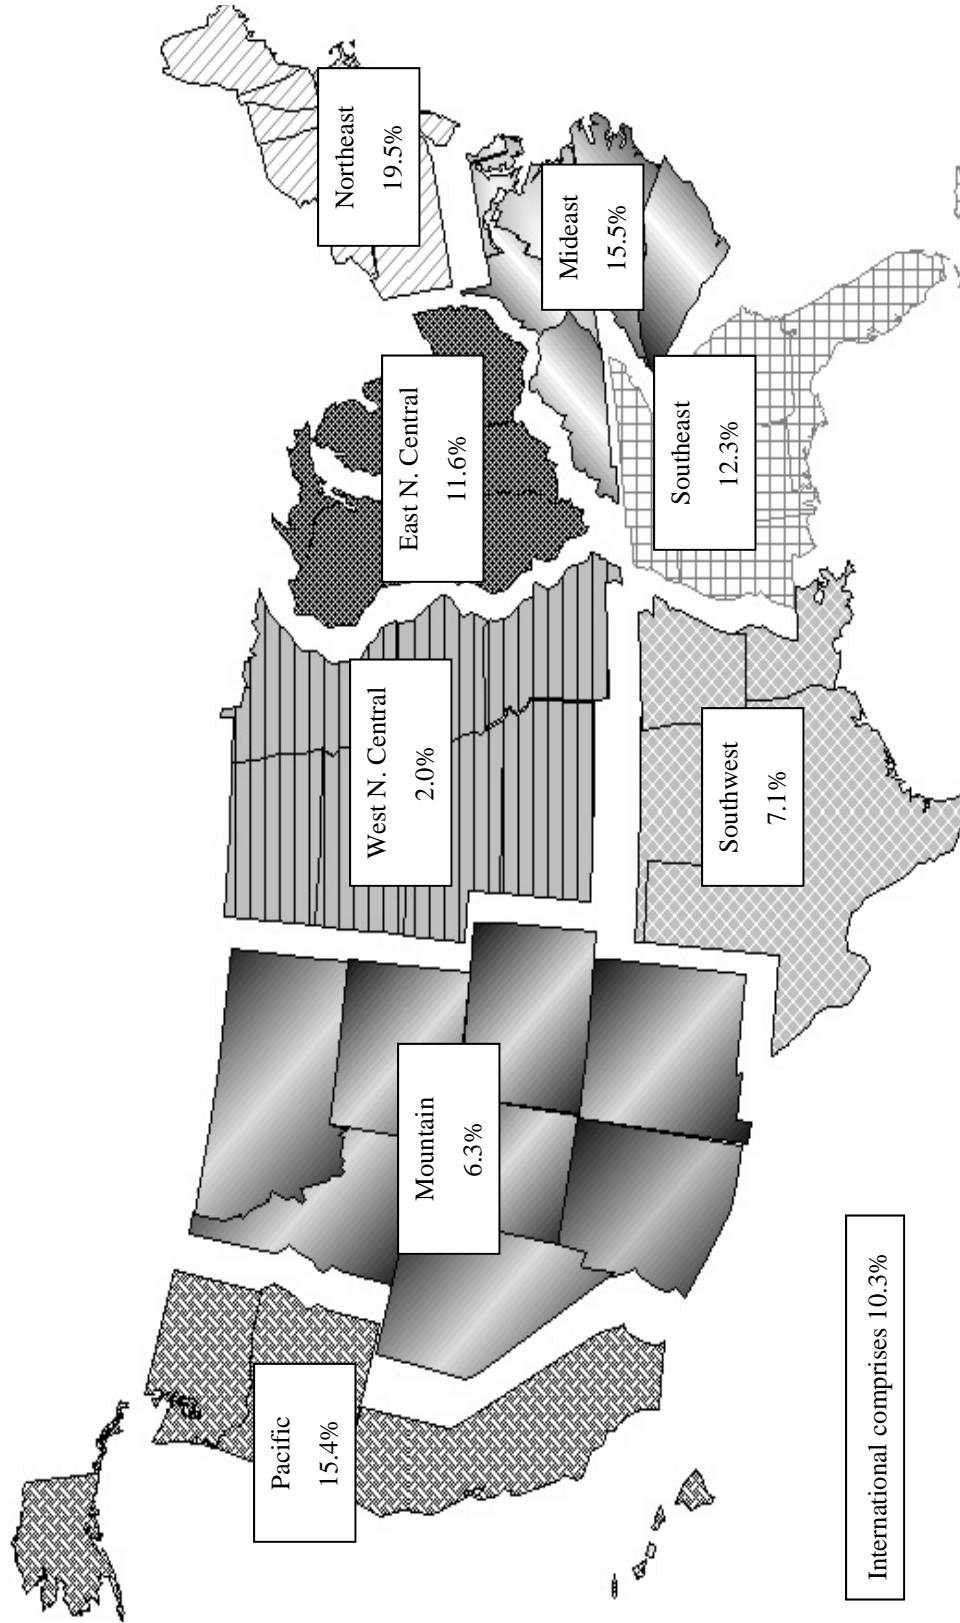 Pacific
15.4%
Mountain
6.3%
West N. Central
2.0%
East N. Central
11.6%
Northeast
19.5%
Mideast
15.5%
Southeast
12.3%
Southwest
7.1%
International comprises 10.3%